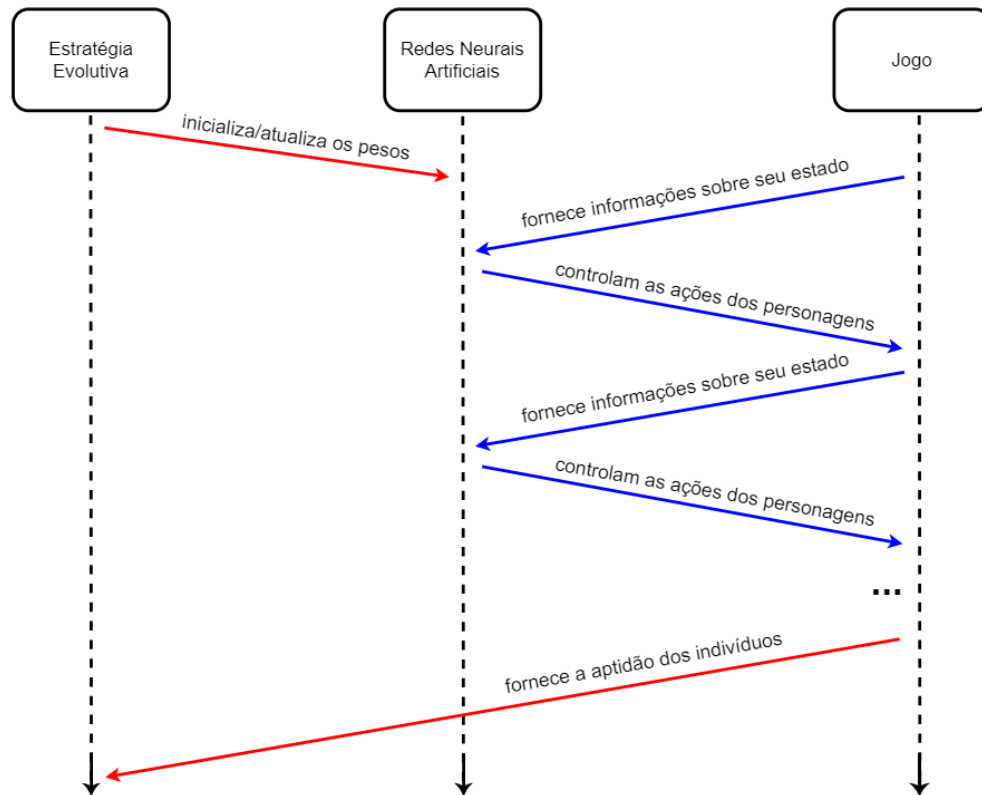 Estratégia
Evolutiva
Redes Neurais
Artificiais
Jogo
inicializa/atualiza os pesos
fornece informações sobre seu estado
controlam as ações dos personagens
fornece informações sobre seu estado
controlam as ações dos personagens
...
fornece a aptidão dos indivíduos